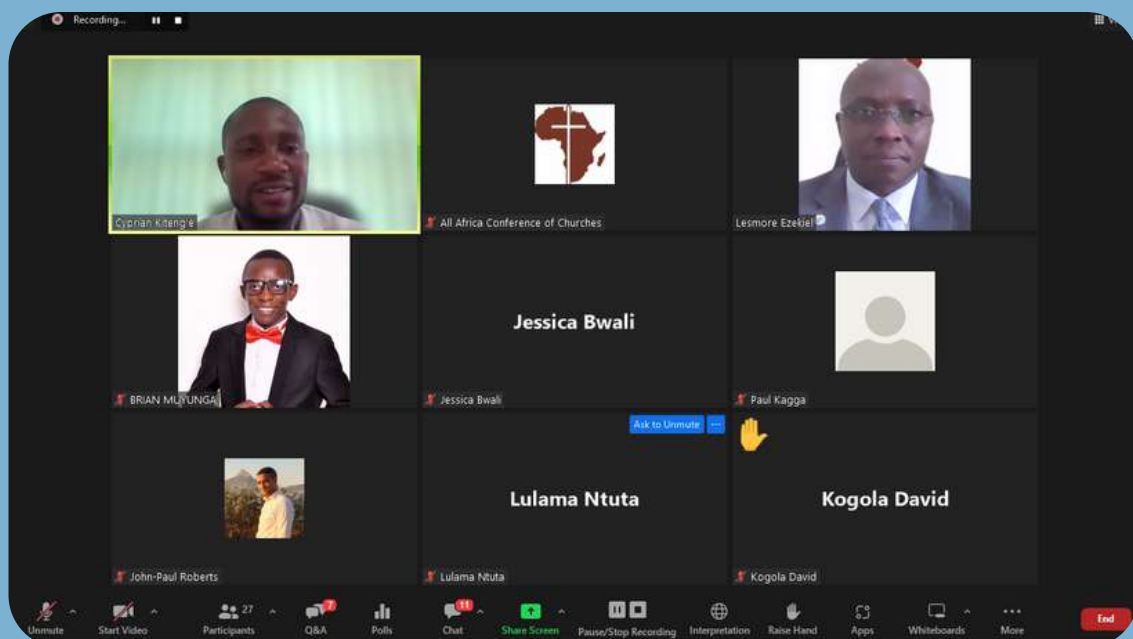 Recording...
Cyprian Kiteng'e
All Africa Conference of Churches
Lesmore Ezekiel
BRIAN MUYUNGA
Jessica Bwali
Jessica Bwali
Paul Kagga
Ask to Unmute
John-Paul Roberts
Lulama Ntuta
Lulama Ntuta
Kogola David
Kogola David
Unmute
Start Video
27
Participants
7
Q&A
Polls
11
Chat
Share Screen
Pause/Stop Recording
Interpretation
Raise Hand
Apps
Whiteboards
More
End